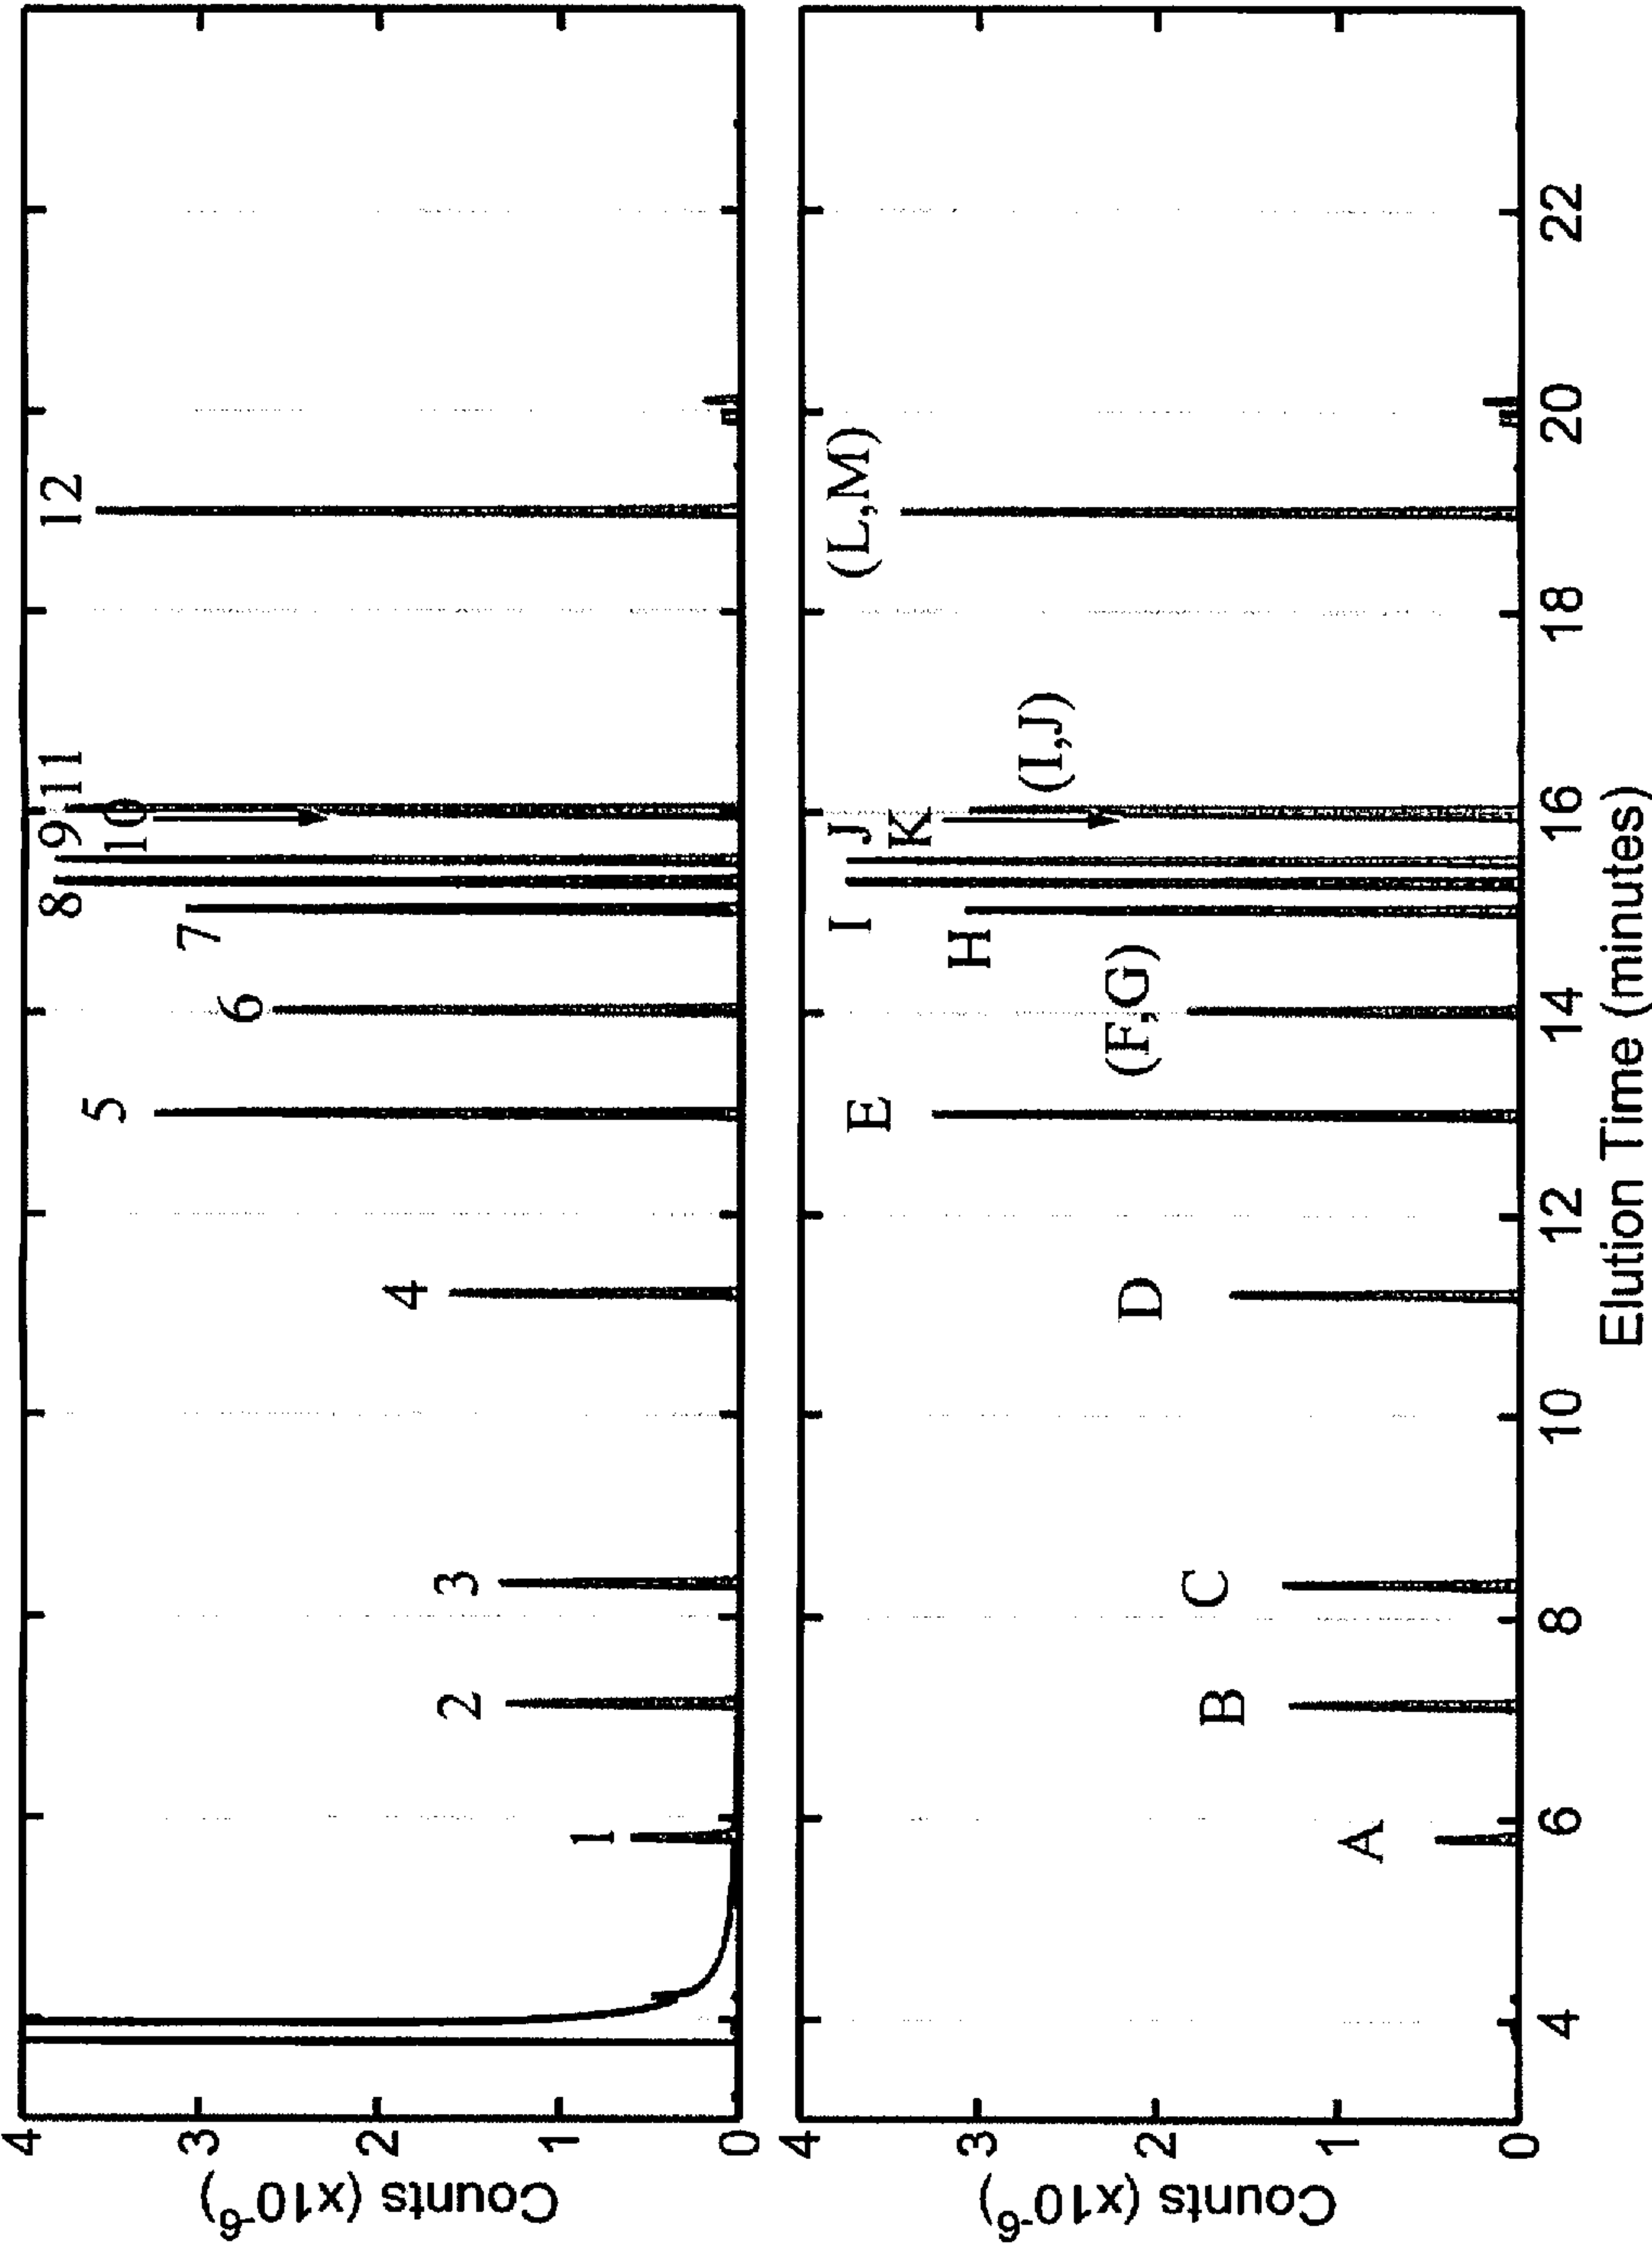 Counts (x10-6)
4
3
2
1
0
1
2
3
4
5
6
7
8
9
10
11
12
Counts (x10-6)
4
3
2
1
0
A
B
C
D
E
(F,G)
H
I
J
K
(I,J)
(L,M)
4
6
8
10
12
14
16
18
20
22
Elution Time (minutes)